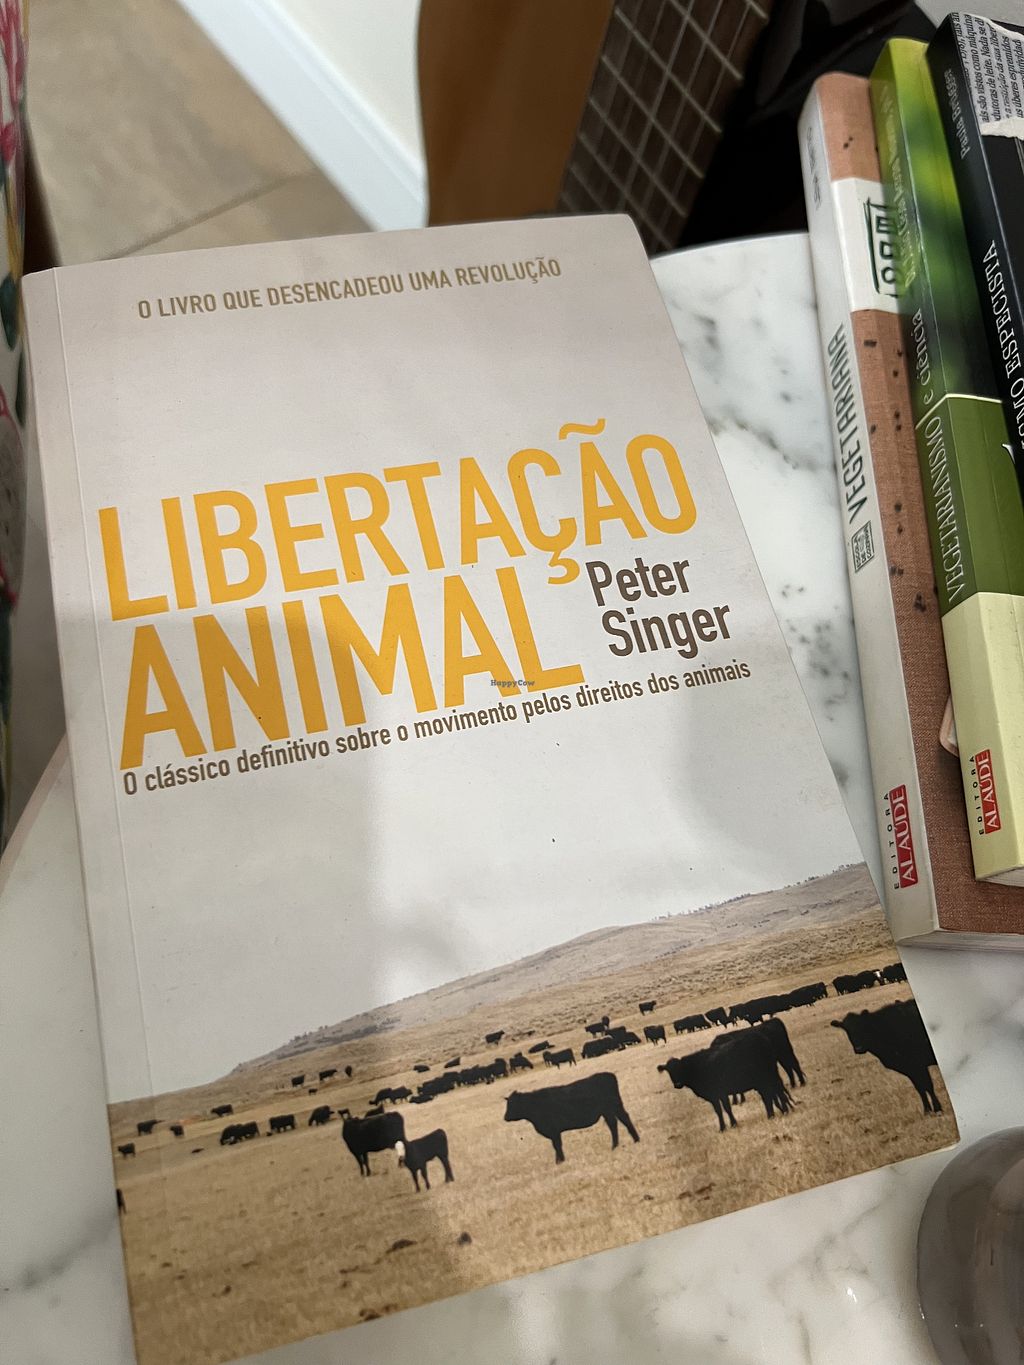 O LIVRO QUE DESENCADEOU UMA REVOLUÇÃO
LIBERTAÇÃO
ANIMAL
Peter
Singer
O clássico definitivo sobre o movimento pelos direitos dos animais
HappyCow
VEGETARIANA
EDITORA
ALAÚDE
VEGETARIANISMO e ciência
EDITORA
ALAÚDE
ESPECISTA
Paula